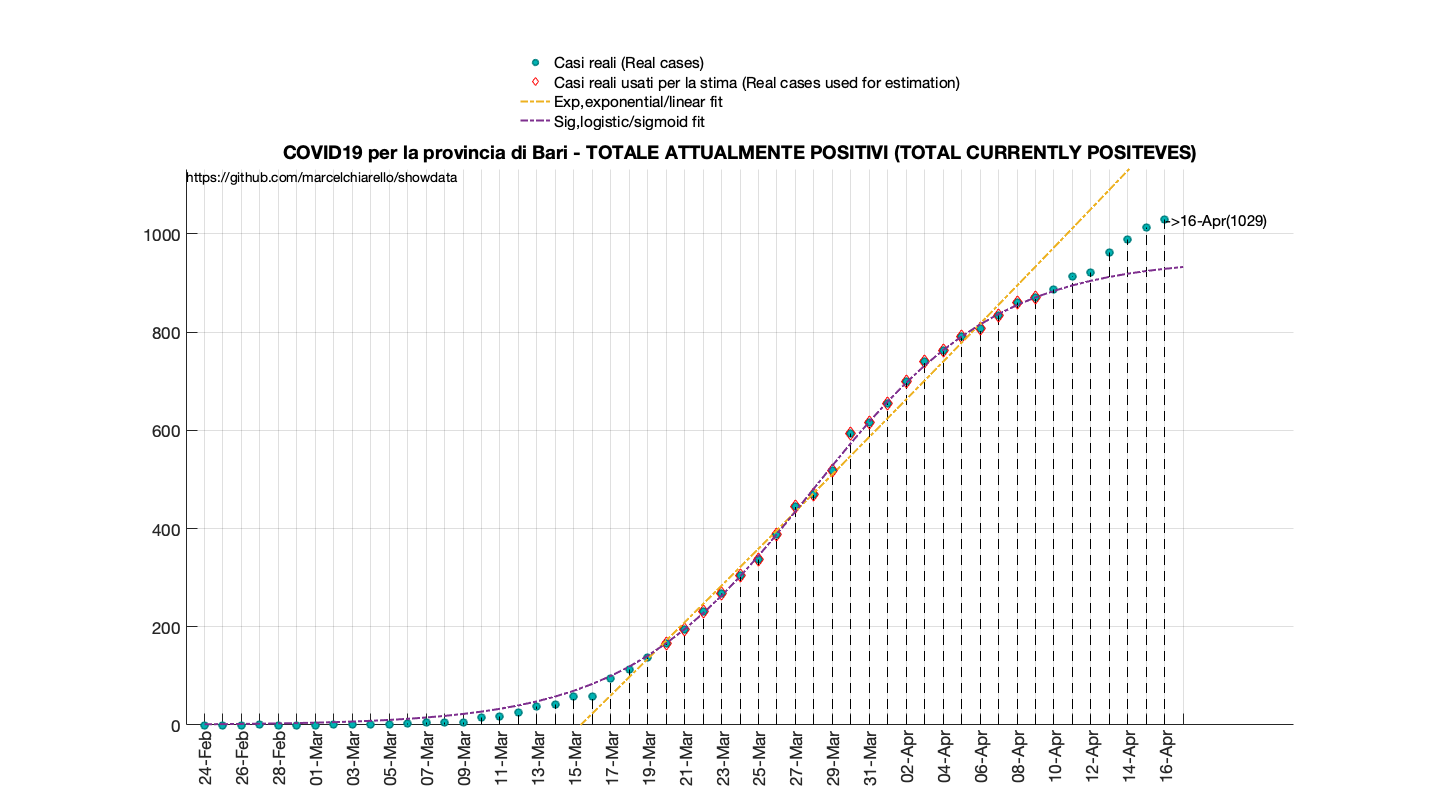 Casi reali (Real cases)
Casi reali usati per la stima (Real cases used for estimation)
Exp,exponential/linear fit
Sig,logistic/sigmoid fit
COVID19 per la provincia di Bari - TOTALE ATTUALMENTE POSITIVI (TOTAL CURRENTLY POSITEVES)
https://github.com/marcelchiarello/showdata
>16-Apr(1029)
1000
800
600
400
200
0
24-Feb
26-Feb
28-Feb
01-Mar
03-Mar
05-Mar
07-Mar
09-Mar
11-Mar
13-Mar
15-Mar
17-Mar
19-Mar
21-Mar
23-Mar
25-Mar
27-Mar
29-Mar
31-Mar
02-Apr
04-Apr
06-Apr
08-Apr
10-Apr
12-Apr
14-Apr
16-Apr